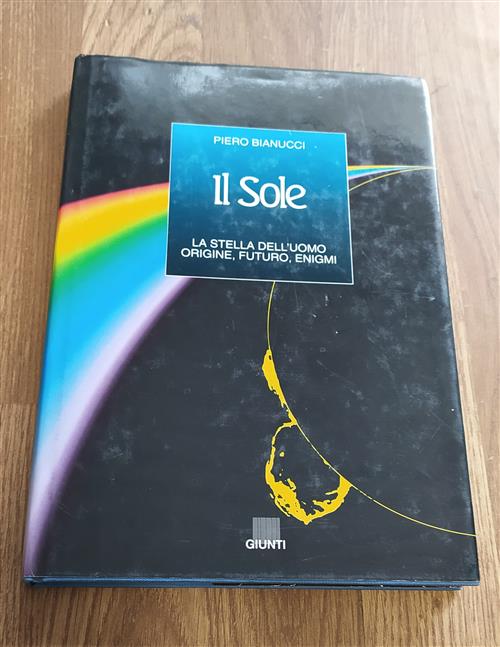 PIERO BIANUCCI
Il Sole
LA STELLA DELL'UOMO
ORIGINE, FUTURO, ENIGMI
GIUNTI